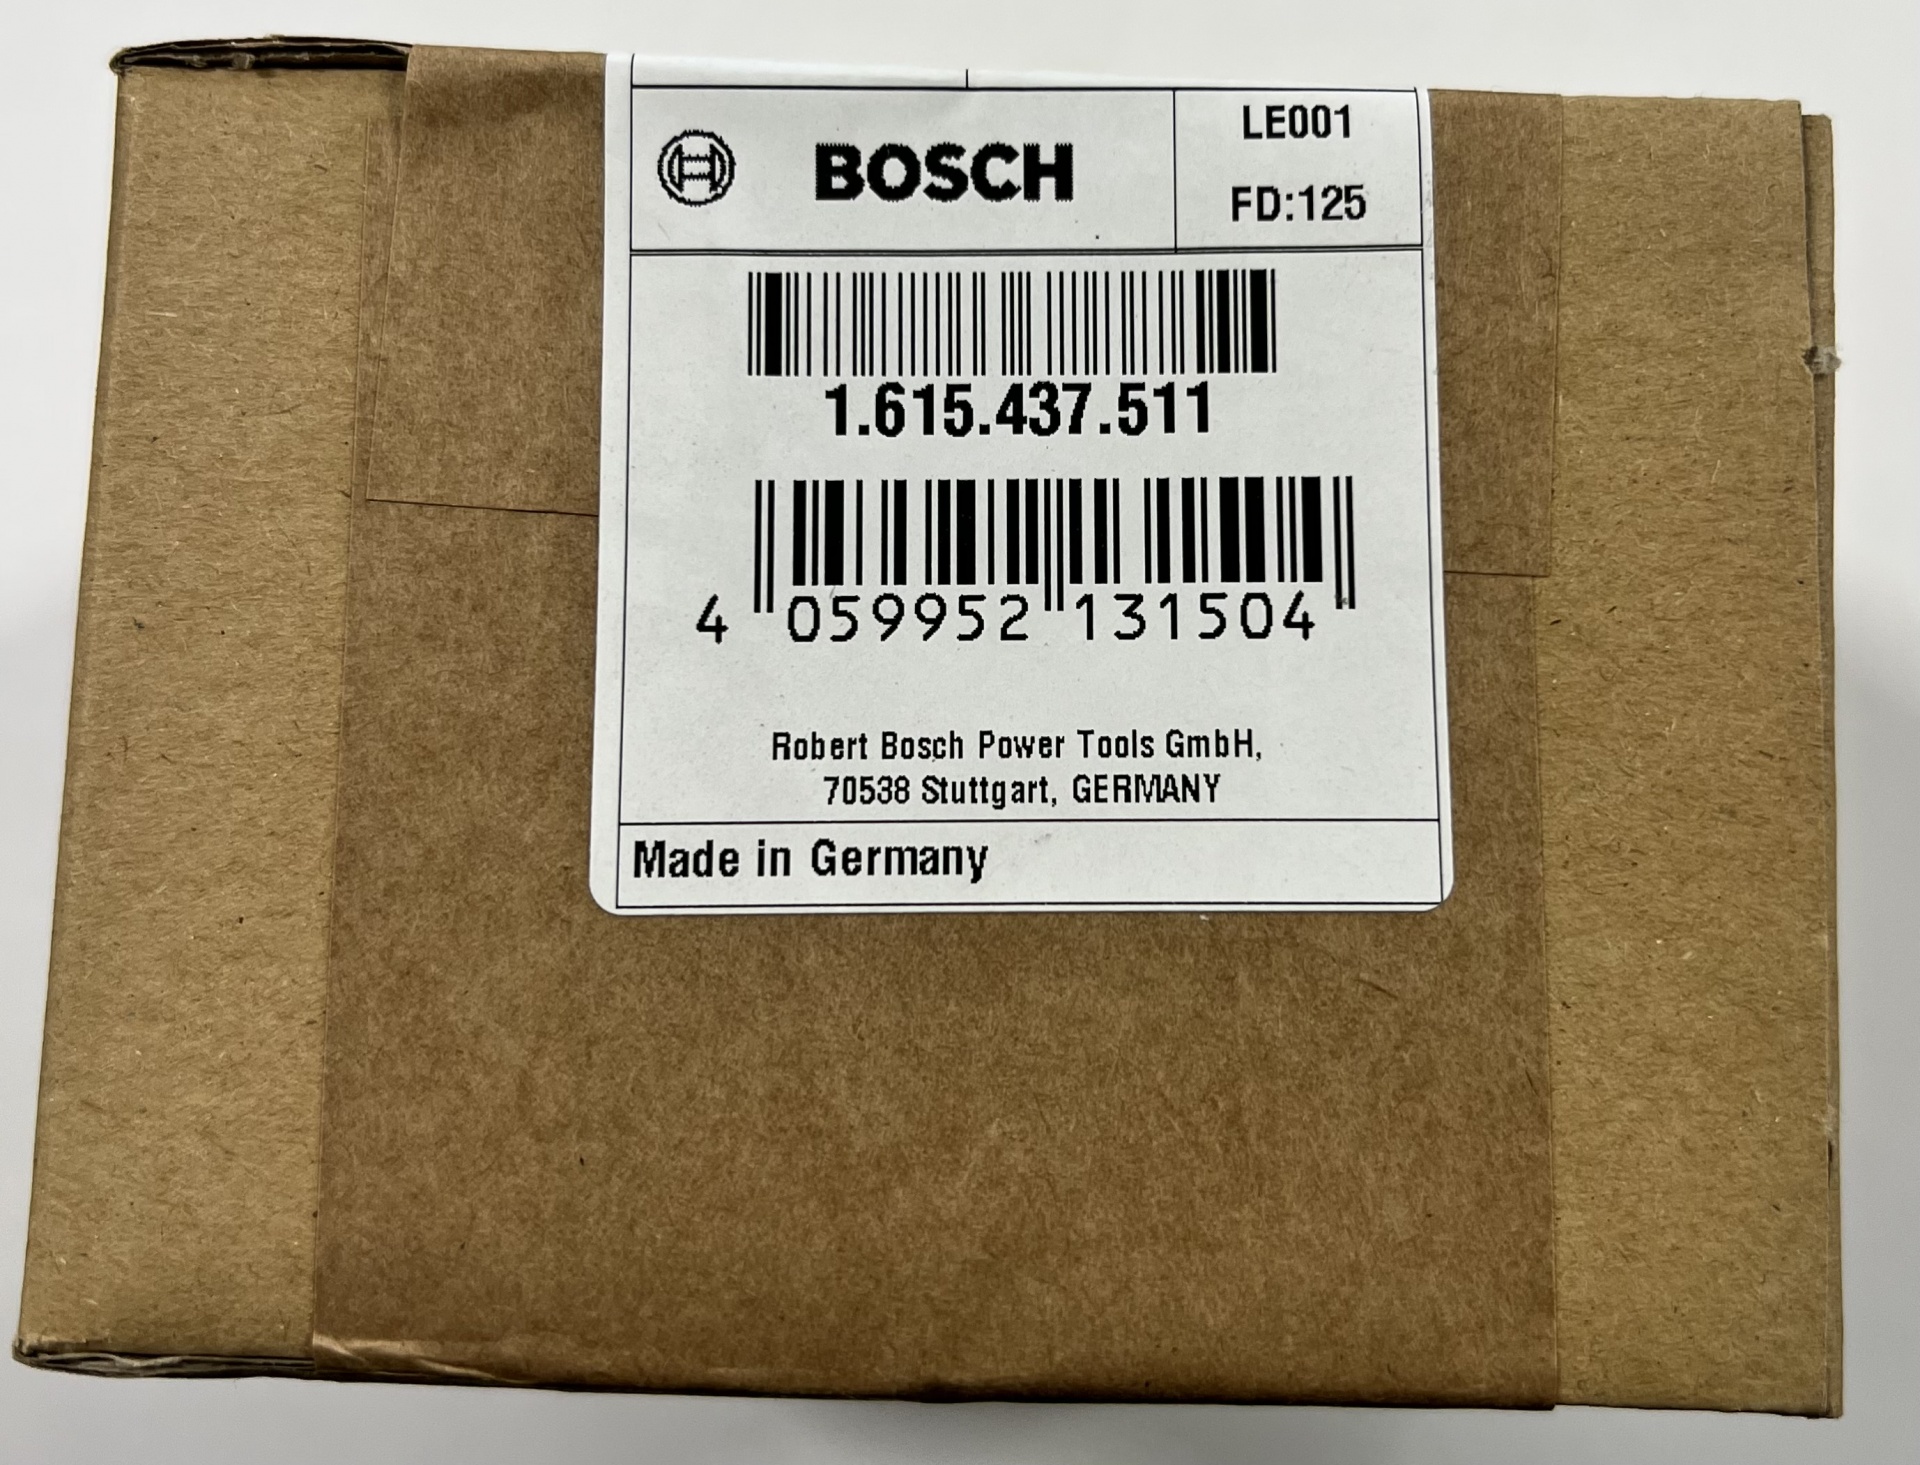 BOSCH
LE001
FD:125
1.615.437.511
4 059952 131504
Robert Bosch Power Tools GmbH,
70538 Stuttgart, GERMANY
Made in Germany